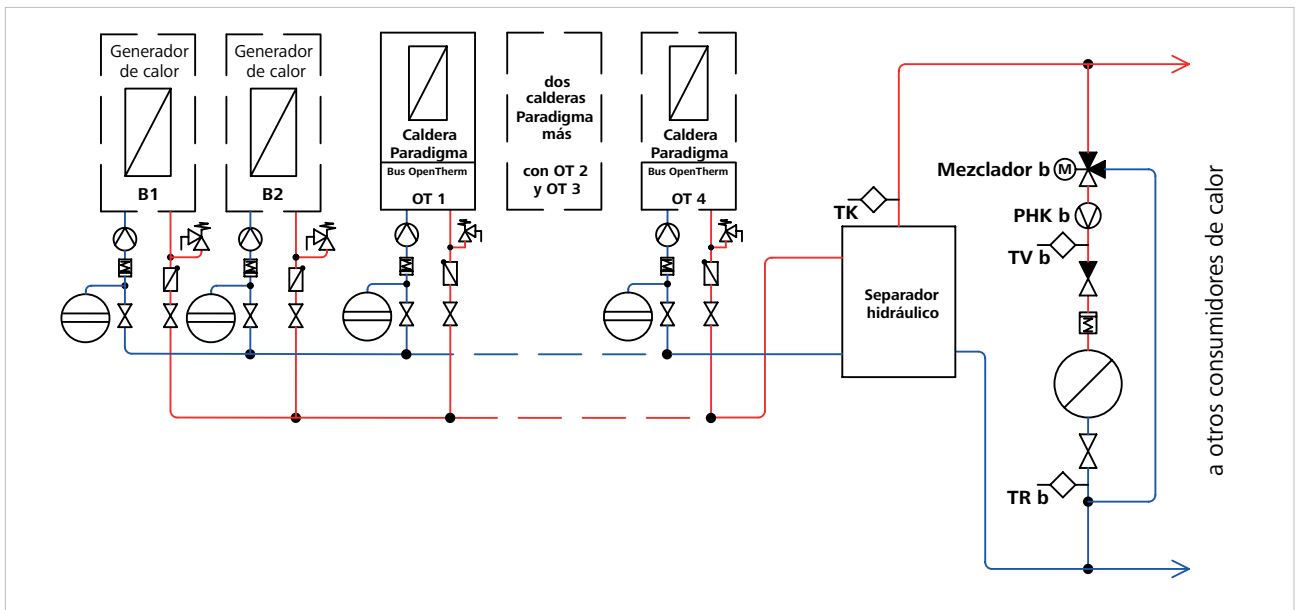 Generador
de calor
B1
Generador
de calor
B2
Caldera
Paradigma
Bus OpenTherm
OT 1
dos
calderas
Paradigma
más
con OT 2
y OT 3
Caldera
Paradigma
Bus OpenTherm
OT 4
TK
Separador
hidráulico
Mezclador b
M
PHK b
TV b
TR b
a otros consumidores de calor